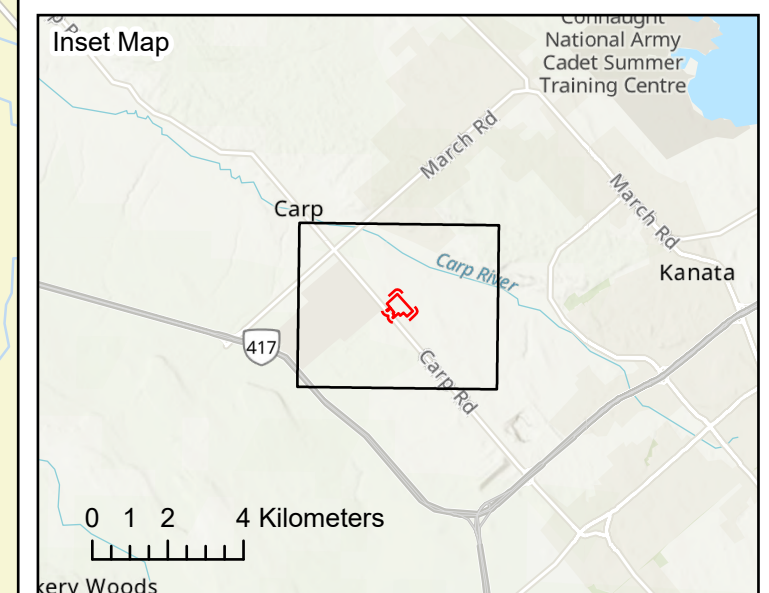 Inset Map
Connaught
National Army
Cadet Summer
Training Centre
March Rd
March Rd
Carp
Carp River
Kanata
417
Carp Rd
0 1 2 4 Kilometers
kery Woods